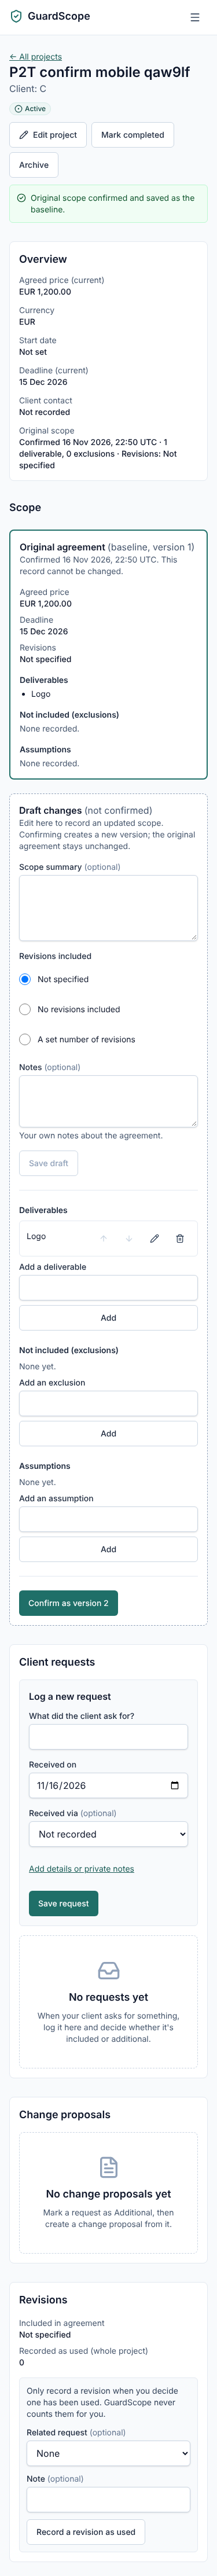 GuardScope
← All projects
P2T confirm mobile qaw9lf
Client: C
Active
Edit project
Mark completed
Archive
Original scope confirmed and saved as the
baseline.
Overview
Agreed price (current)
EUR 1,200.00
Currency
EUR
Start date
Not set
Deadline (current)
15 Dec 2026
Client contact
Not recorded
Original scope
Confirmed 16 Nov 2026, 22:50 UTC · 1
deliverable, 0 exclusions · Revisions: Not
specified
Scope
Original agreement (baseline, version 1)
Confirmed 16 Nov 2026, 22:50 UTC. This
record cannot be changed.
Agreed price
EUR 1,200.00
Deadline
15 Dec 2026
Revisions
Not specified
Deliverables
• Logo
Not included (exclusions)
None recorded.
Assumptions
None recorded.
Draft changes (not confirmed)
Edit here to record an updated scope.
Confirming creates a new version; the original
agreement stays unchanged.
Scope summary (optional)
Revisions included
Not specified
No revisions included
A set number of revisions
Notes (optional)
Your own notes about the agreement.
Save draft
Deliverables
Logo
Add a deliverable
Add
Not included (exclusions)
None yet.
Add an exclusion
Add
Assumptions
None yet.
Add an assumption
Add
Confirm as version 2
Client requests
Log a new request
What did the client ask for?
Received on
11/16/2026
Received via (optional)
Not recorded
Add details or private notes
Save request
No requests yet
When your client asks for something,
log it here and decide whether it's
included or additional.
Change proposals
No change proposals yet
Mark a request as Additional, then
create a change proposal from it.
Revisions
Included in agreement
Not specified
Recorded as used (whole project)
0
Only record a revision when you decide
one has been used. GuardScope never
counts them for you.
Related request (optional)
None
Note (optional)
Record a revision as used